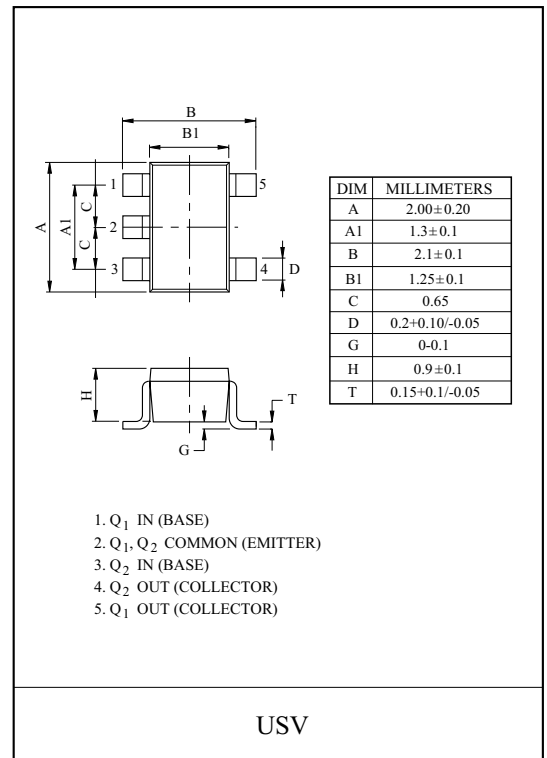 B
B1
1
5
A
A1
C
2
C
3
4
D
DIM MILLIMETERS
A 2.00±0.20
A1 1.3±0.1
B 2.1±0.1
B1 1.25±0.1
C 0.65
D 0.2+0.10/-0.05
G 0-0.1
H 0.9±0.1
T 0.15+0.1/-0.05
H
T
G
1. Q1 IN (BASE)
2. Q1, Q2 COMMON (EMITTER)
3. Q2 IN (BASE)
4. Q2 OUT (COLLECTOR)
5. Q1 OUT (COLLECTOR)
USV